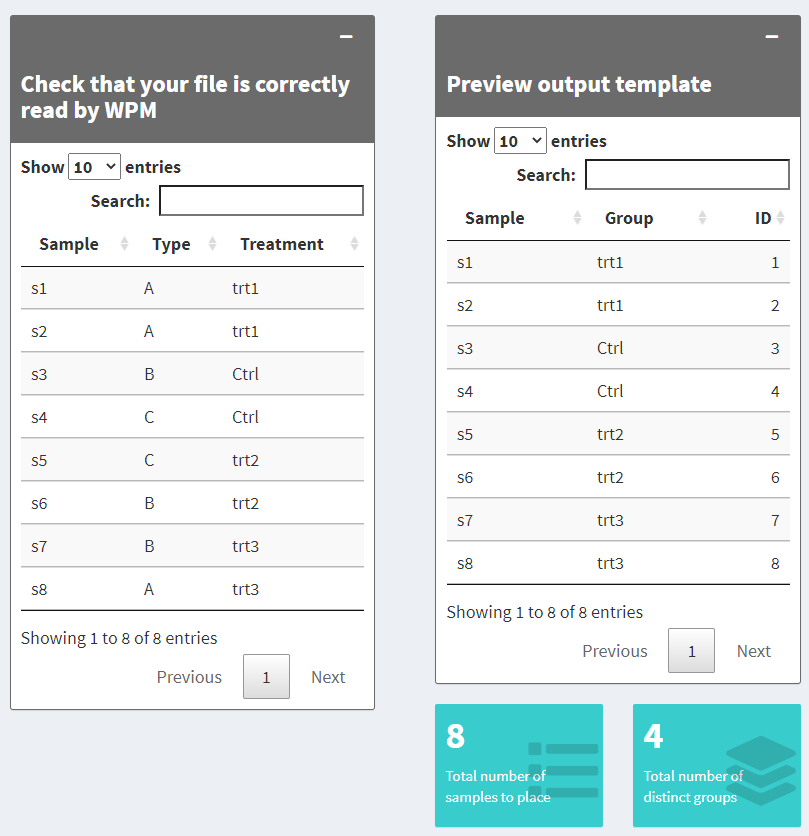 Check that your file is correctly
read by WPM
Show 10 entries
Search:
Sample Type Treatment
s1 A trt1
s2 A trt1
s3 B Ctrl
s4 C Ctrl
s5 C trt2
s6 B trt2
s7 B trt3
s8 A trt3
Showing 1 to 8 of 8 entries
Previous 1 Next
Preview output template
Show 10 entries
Search:
Sample Group ID
s1 trt1 1
s2 trt1 2
s3 Ctrl 3
s4 Ctrl 4
s5 trt2 5
s6 trt2 6
s7 trt3 7
s8 trt3 8
Showing 1 to 8 of 8 entries
Previous 1 Next
8
Total number of
samples to place
4
Total number of
distinct groups